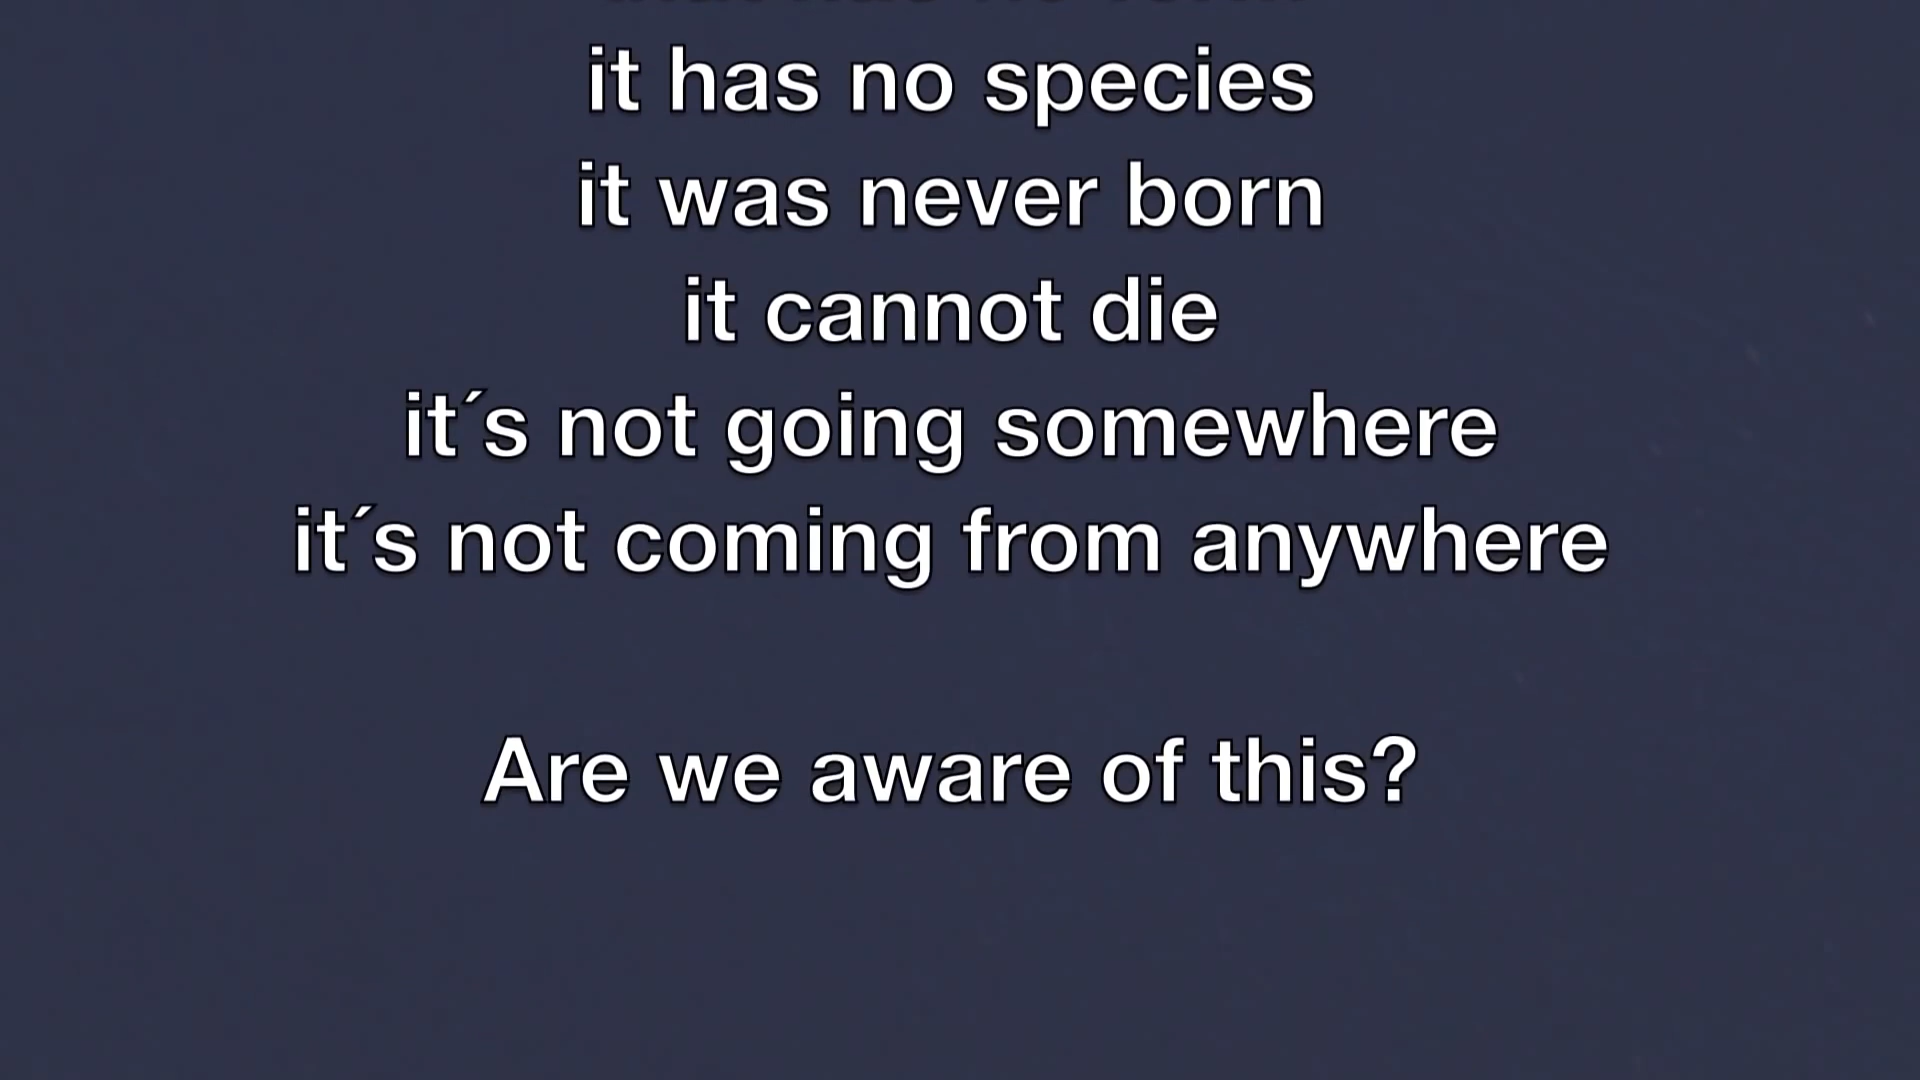 it has no species
it was never born
it cannot die
it´s not going somewhere
it´s not coming from anywhere
Are we aware of this?